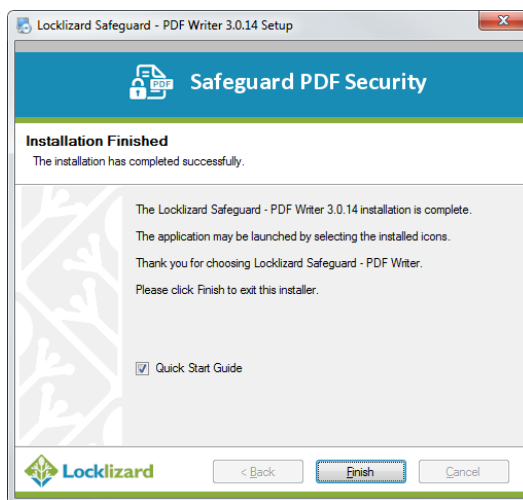 Locklizard Safeguard - PDF Writer 3.0.14 Setup
PDF
Safeguard PDF Security
Installation Finished
The installation has completed successfully.
The Locklizard Safeguard - PDF Writer 3.0.14 installation is complete.
The application may be launched by selecting the installed icons.
Thank you for choosing Locklizard Safeguard - PDF Writer.
Please click Finish to exit this installer.
Quick Start Guide
Locklizard
< Back
Finish
Cancel